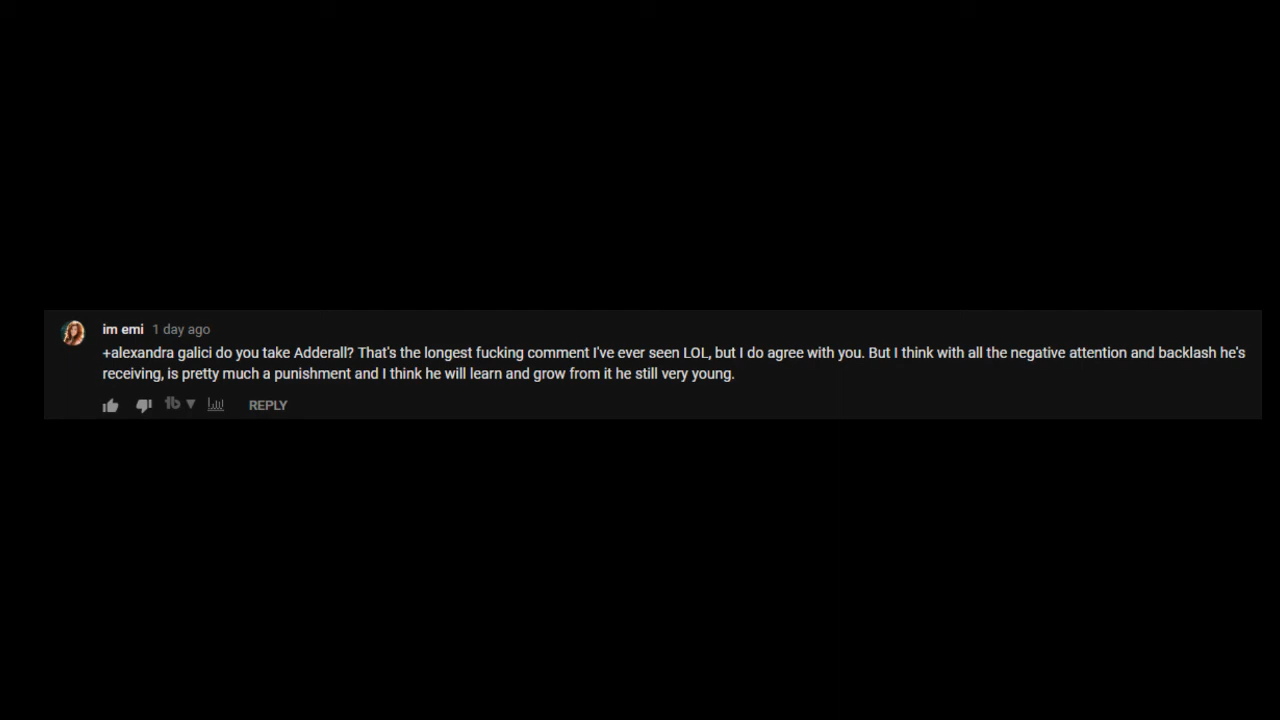 im emi 1 day ago
+alexandra galici do you take Adderall? That's the longest fucking comment I've ever seen LOL, but I do agree with you. But I think with all the negative attention and backlash he's
receiving, is pretty much a punishment and I think he will learn and grow from it he still very young.
tb REPLY